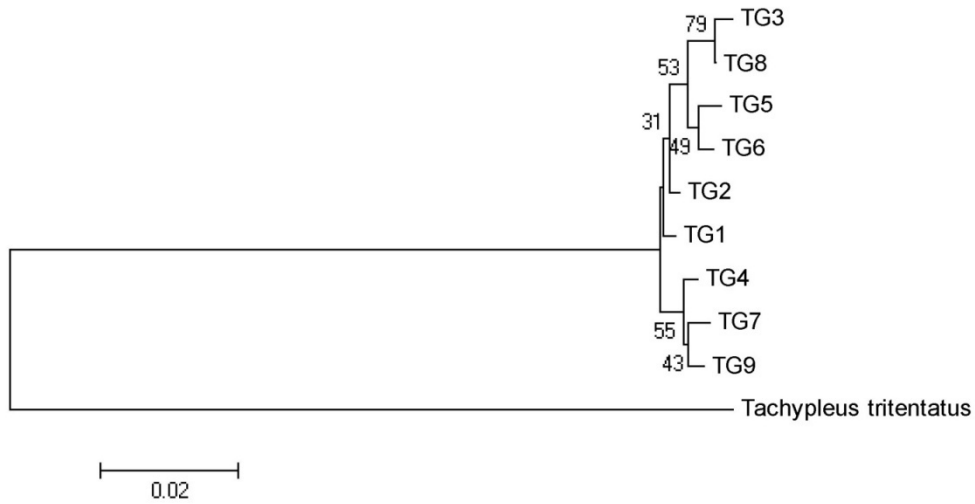 79
TG3
TG8
53
TG5
31
49
TG6
TG2
TG1
TG4
55
TG7
43
TG9
Tachypleus tritentatus
0.02